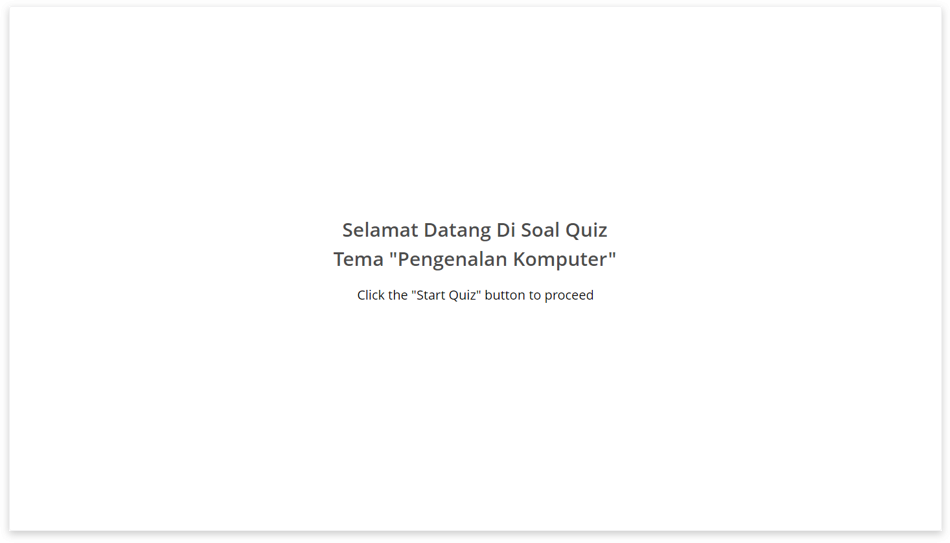 Selamat Datang Di Soal Quiz
Tema "Pengenalan Komputer"
Click the "Start Quiz" button to proceed